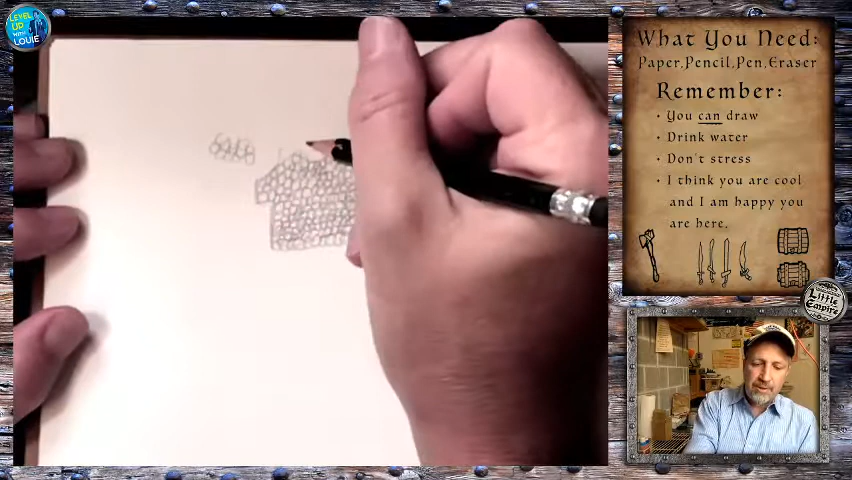 LEVEL
UP
WITH
LOUIE
What You Need:
Paper,Pencil,Pen,Eraser
Remember:
• You can draw
• Drink water
• Don't stress
• I think you are cool
and I am happy you
are here.
Little
Empire